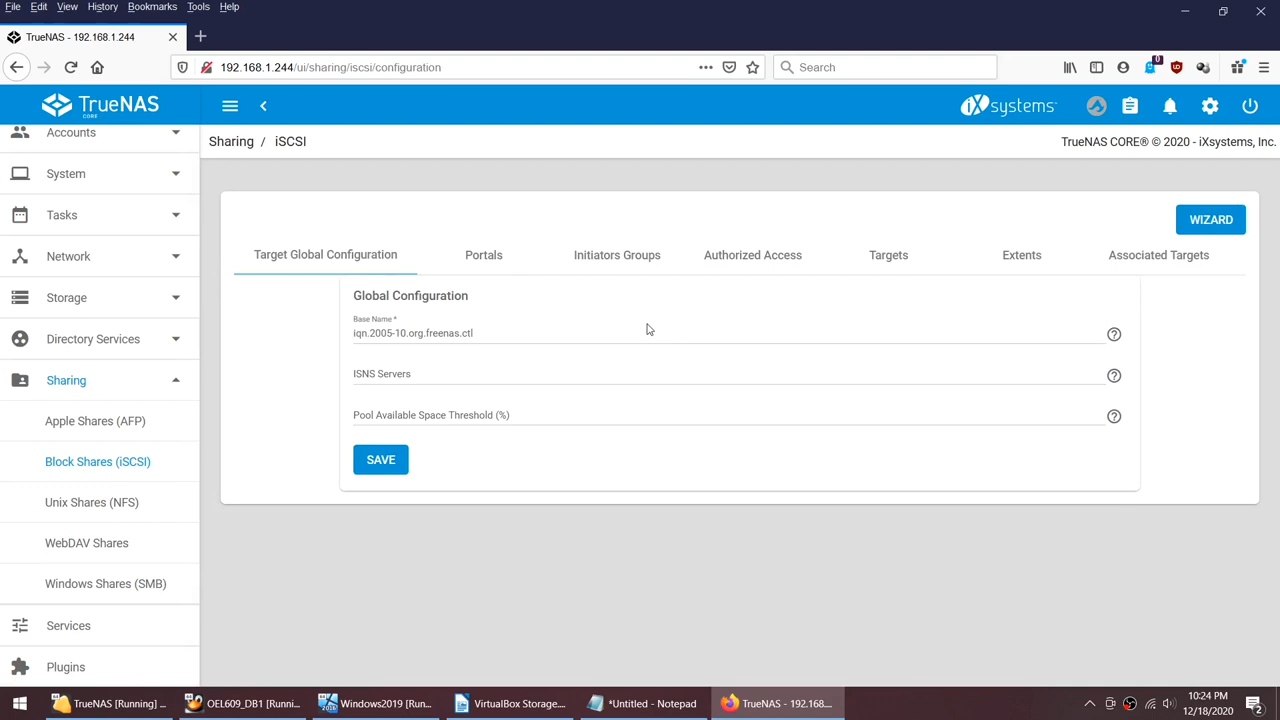 File Edit View History Bookmarks Tools Help
TrueNAS - 192.168.1.244
192.168.1.244/ui/sharing/iscsi/configuration
Search
0
TrueNAS
CORE
iXsystems
Accounts
System
Tasks
Network
Storage
Directory Services
Sharing
Apple Shares (AFP)
Block Shares (iSCSI)
Unix Shares (NFS)
WebDAV Shares
Windows Shares (SMB)
Services
Plugins
Sharing / iSCSI
TrueNAS CORE® © 2020 - iXsystems, Inc.
WIZARD
Target Global Configuration Portals Initiators Groups Authorized Access Targets Extents Associated Targets
Global Configuration
Base Name *
iqn.2005-10.org.freenas.ctl
ISNS Servers
Pool Available Space Threshold (%)
SAVE
TrueNAS [Running] ...
OEL609_DB1 [Runni...
Windows2019 [Run...
VirtualBox Storage....
*Untitled - Notepad
TrueNAS - 192.168....
10:24 PM
12/18/2020
2